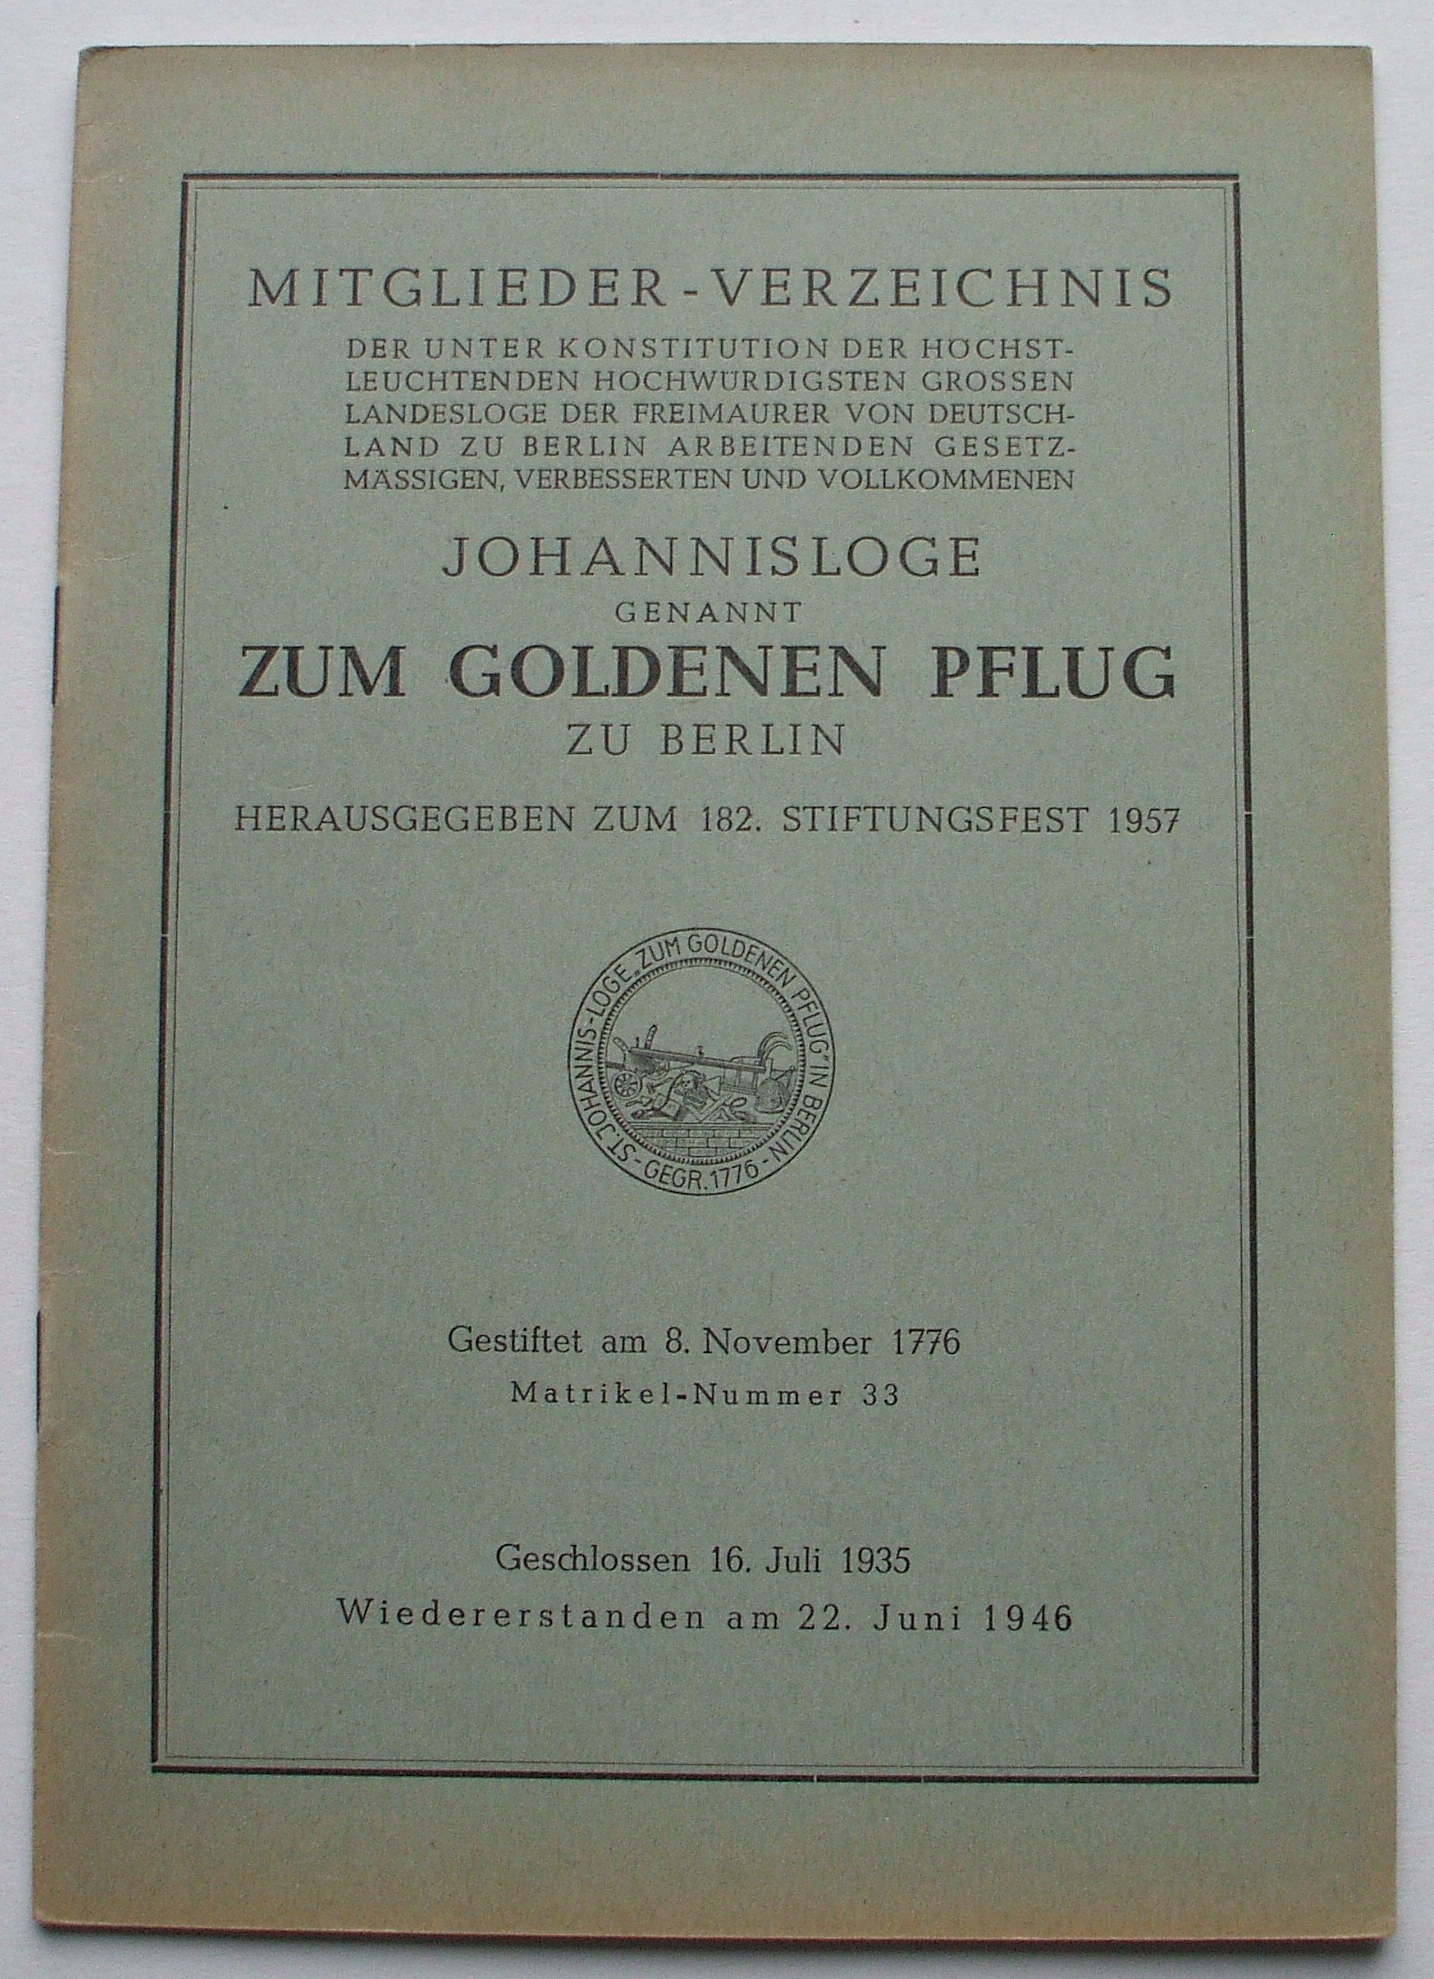 MITGLIEDER-VERZEICHNIS
DER UNTER KONSTITUTION DER HÖCHST-
LEUCHTENDEN HOCHWÜRDIGSTEN GROSSEN
LANDESLOGE DER FREIMAURER VON DEUTSCH-
LAND ZU BERLIN ARBEITENDEN GESETZ-
MÄSSIGEN, VERBESSERTEN UND VOLLKOMMENEN
JOHANNISLOGE
GENANNT
ZUM GOLDENEN PFLUG
ZU BERLIN
HERAUSGEGEBEN ZUM 182. STIFTUNGSFEST 1957
ST. JOHANNIS-LOGE „ZUM GOLDENEN PFLUG" IN BERLIN
- GEGR. 1776 -
Gestiftet am 8. November 1776
Matrikel-Nummer 33
Geschlossen 16. Juli 1935
Wiedererstanden am 22. Juni 1946